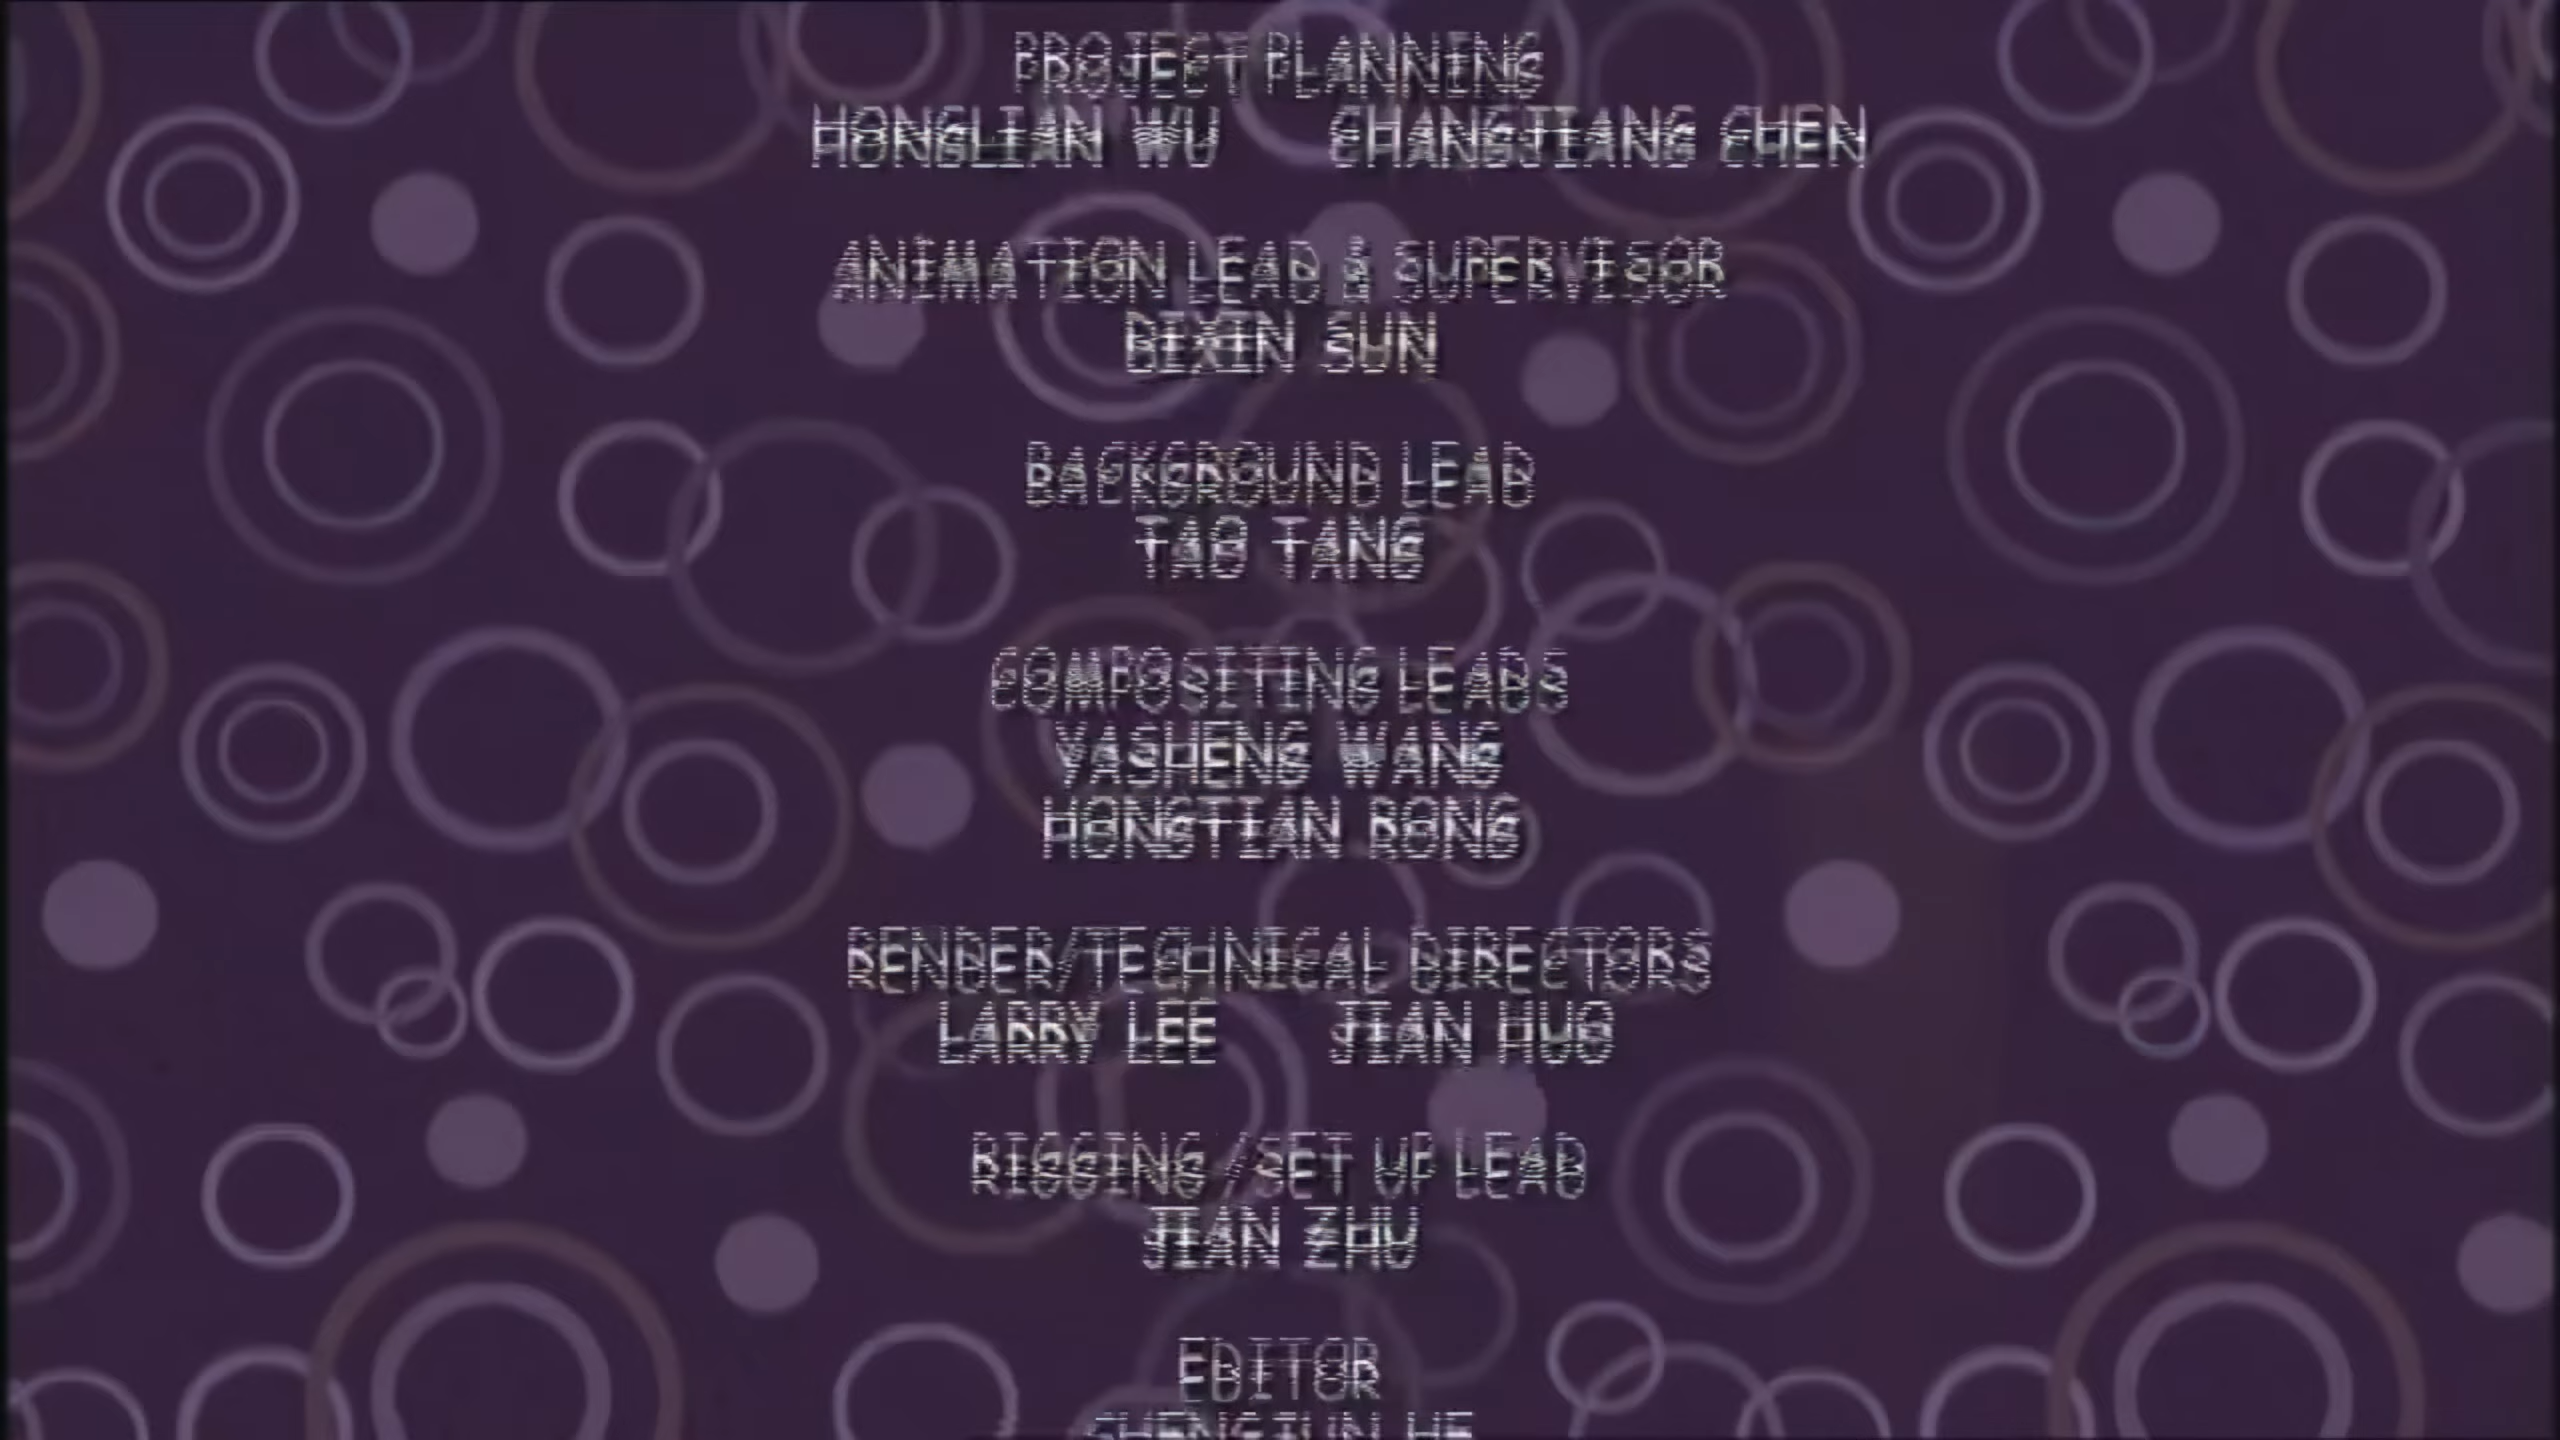 PROJECT PLANNING
HONGLIAN WU CHANGJIANG CHEN
ANIMATION LEAD & SUPERVISOR
BIXIN SUN
BACKGROUND LEAD
TAO TANG
COMPOSITING LEADS
YASHENG WANG
HONGTIAN RONG
RENDER/TECHNICAL DIRECTORS
LARRY LEE JIAN HUO
RIGGING/SET UP LEAD
JIAN ZHU
EDITOR